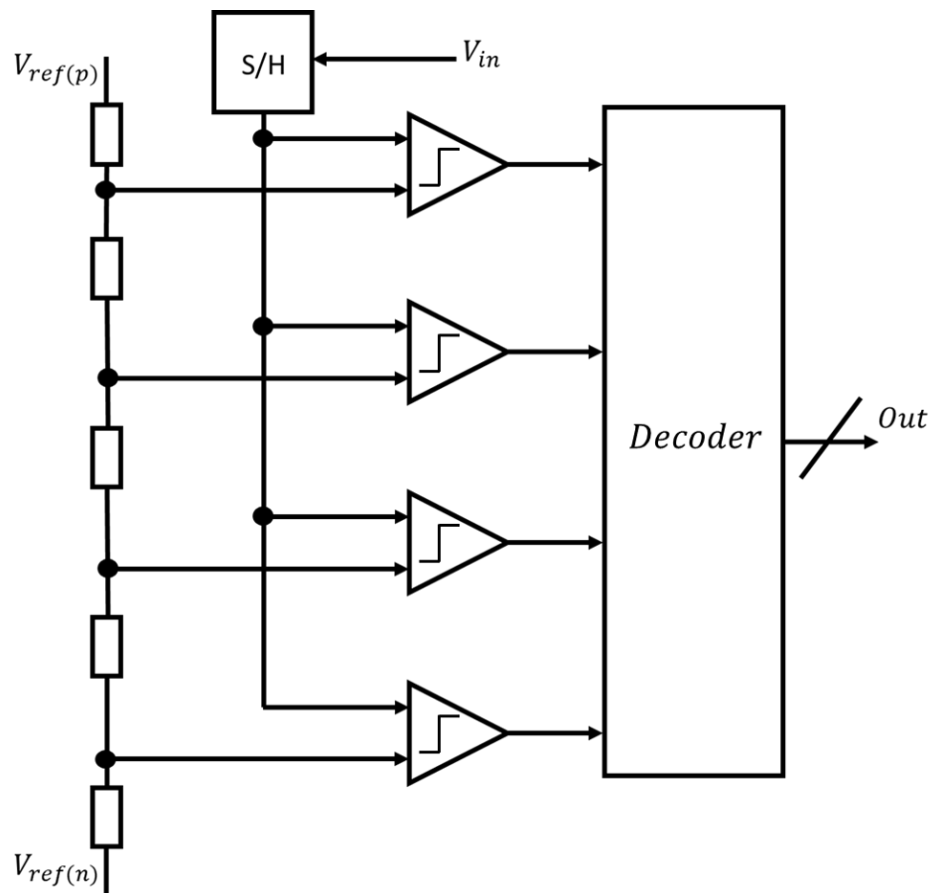 S/H
V_in
V_ref(p)
Decoder
Out
V_ref(n)